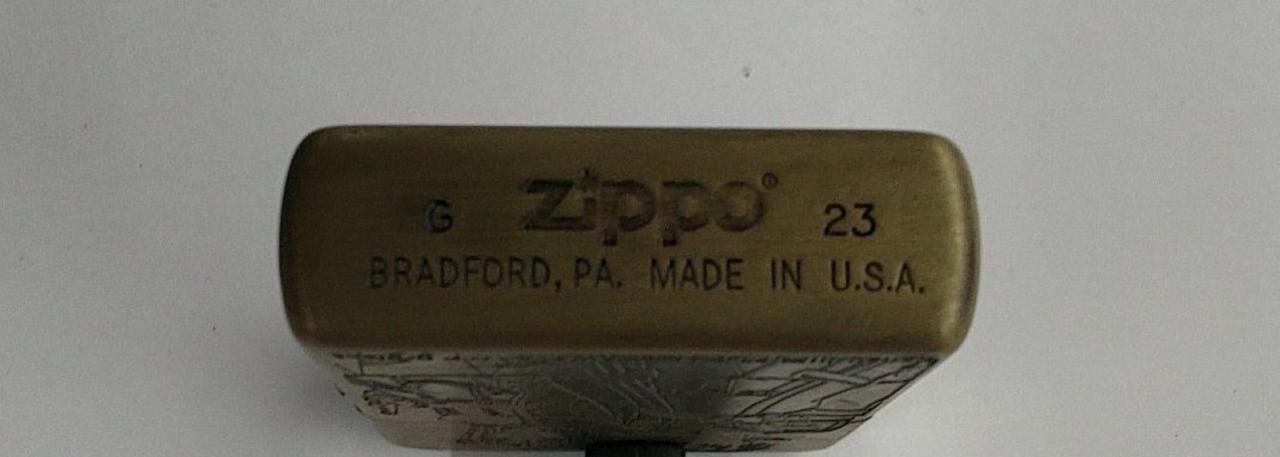 G zippo® 23
BRADFORD, PA. MADE IN U.S.A.